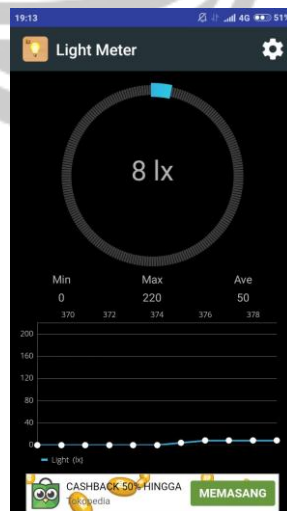 19:13 4G 51%
Light Meter
8 lx
Min Max Ave
0 220 50
370 372 374 376 378
200
160
120
80
40
0
Light (lx)
CASHBACK 50% HINGGA
Tokopedia
MEMASANG